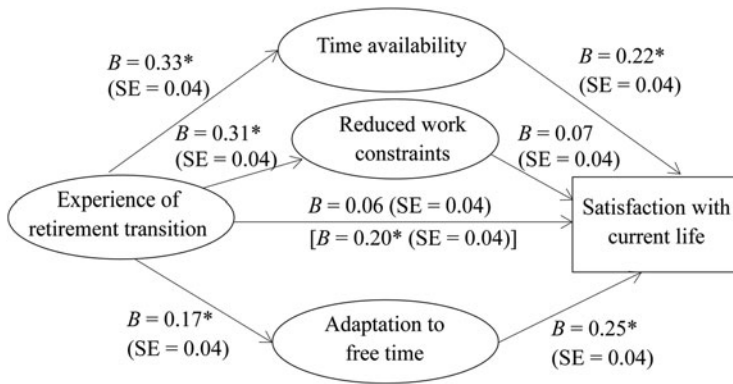 Time availability
B = 0.33*
(SE = 0.04)
B = 0.22*
(SE = 0.04)
B = 0.31*
(SE = 0.04)
Reduced work
constraints
B = 0.07
(SE = 0.04)
Experience of
retirement transition
B = 0.06 (SE = 0.04)
[B = 0.20* (SE = 0.04)]
Satisfaction with
current life
B = 0.17*
(SE = 0.04)
Adaptation to
free time
B = 0.25*
(SE = 0.04)